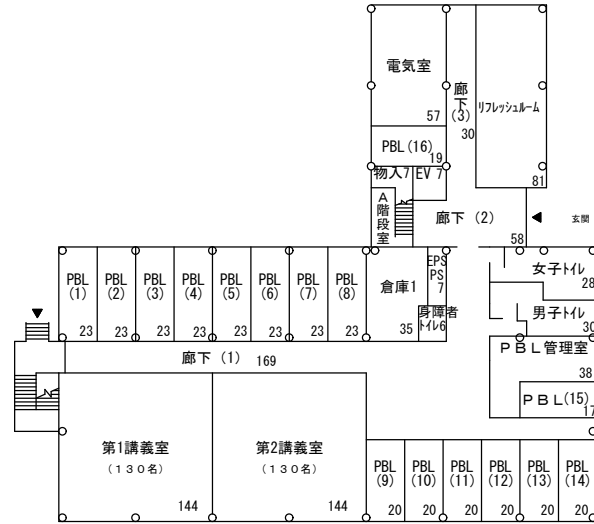 電気室
57
廊下(3)
30
リフレッシュルーム
81
PBL(16)
19
物入7
EV 7
A階段室
廊下(2)
58
玄関
PBL
(1)
23
PBL
(2)
23
PBL
(3)
23
PBL
(4)
23
PBL
(5)
23
PBL
(6)
23
PBL
(7)
23
PBL
(8)
23
倉庫1
35
EPS
PS
7
身障者
トイレ6
女子トイレ
28
男子トイレ
30
PBL管理室
38
PBL(15)
17
廊下(1)
169
第1講義室
(130名)
144
第2講義室
(130名)
144
PBL
(9)
20
PBL
(10)
20
PBL
(11)
20
PBL
(12)
20
PBL
(13)
20
PBL
(14)
20